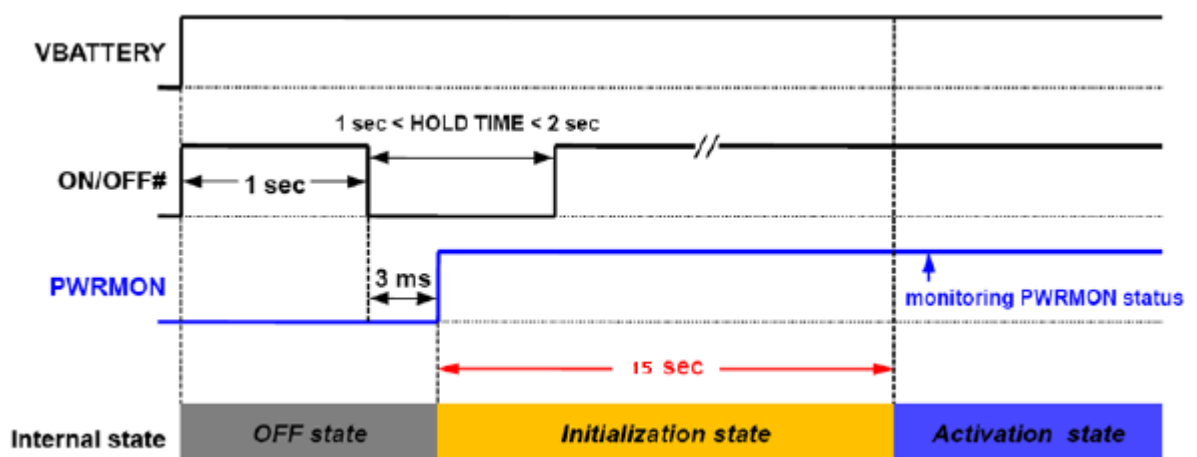 VBATTERY
1 sec < HOLD TIME < 2 sec
ON/OFF#
1 sec
//
PWRMON
3 ms
monitoring PWRMON status
15 sec
Internal state
OFF state
Initialization state
Activation state